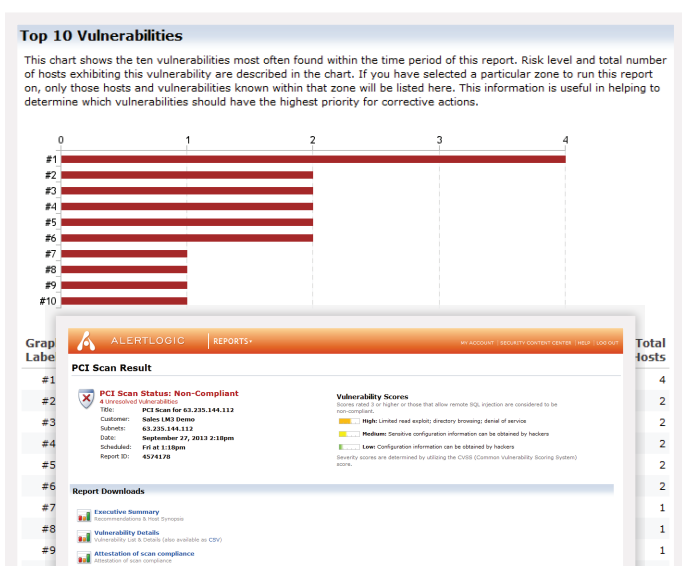 Top 10 Vulnerabilities
This chart shows the ten vulnerabilities most often found within the time period of this report. Risk level and total number
of hosts exhibiting this vulnerability are described in the chart. If you have selected a particular zone to run this report
on, only those hosts and vulnerabilities known within that zone will be listed here. This information is useful in helping to
determine which vulnerabilities should have the highest priority for corrective actions.
0 1 2 3 4
#1
#2
#3
#4
#5
#6
#7
#8
#9
#10
Grap Total
Labe Hosts
#1 4
#2 2
#3 2
#4 2
#5 2
#6 2
#7 1
#8 1
#9 1
ALERTLOGIC REPORTS
MY ACCOUNT | SECURITY CONTENT CENTER | HELP | LOG OUT
PCI Scan Result
PCI Scan Status: Non-Compliant
4 Unresolved Vulnerabilities
Title: PCI Scan for 63.235.144.112
Customer: Sales LM3 Demo
Subnets: 63.235.144.112
Date: September 27, 2013 2:18pm
Scheduled: Fri at 1:18pm
Report ID: 4574178
Vulnerability Scores
Scores rated 3 or higher or those that allow remote SQL injection are considered to be
non-compliant.
High: Limited read exploit; directory browsing; denial of service
Medium: Sensitive configuration information can be obtained by hackers
Low: Configuration information can be obtained by hackers
Severity scores are determined by utilizing the CVSS (Common Vulnerability Scoring System)
score.
Report Downloads
Executive Summary
Recommendations & Host Synopsis
Vulnerability Details
Vulnerability List & Details (also available as CSV)
Attestation of scan compliance
Attestation of scan compliance